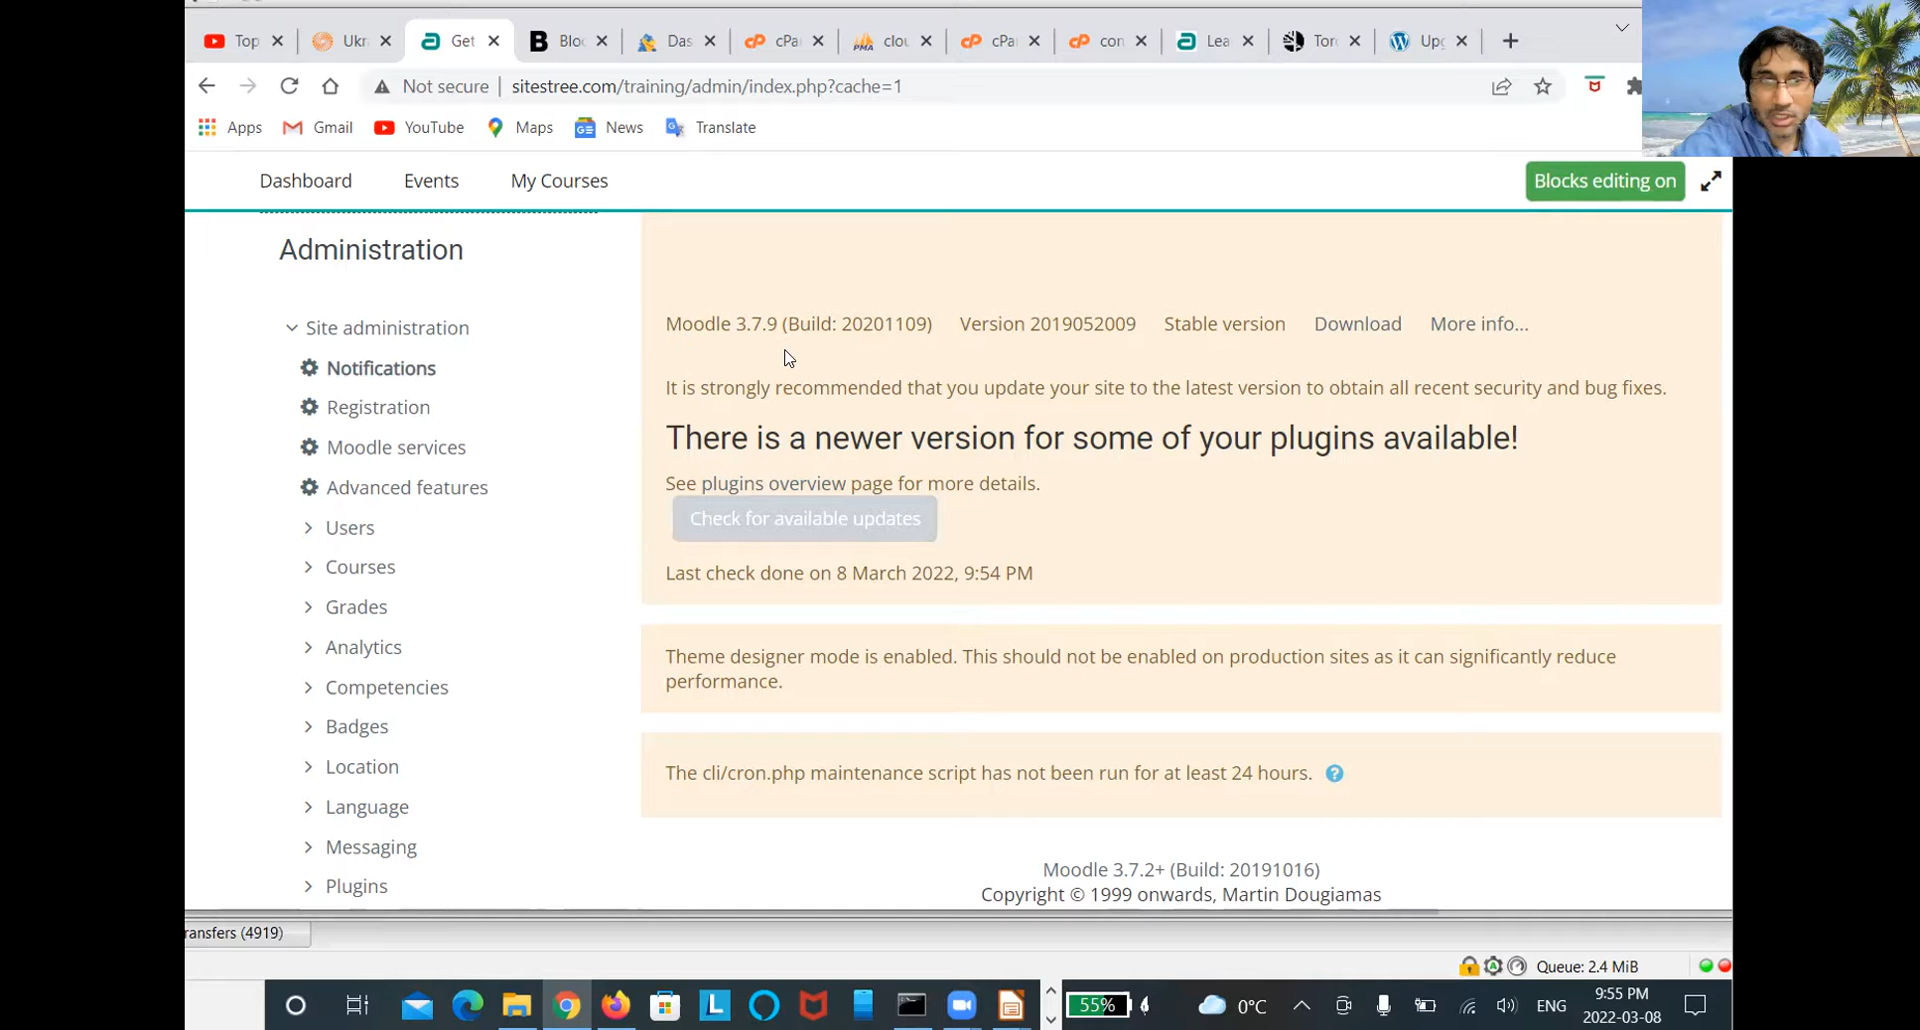 Top
Ukr
Get
Blo
Das
cPa
clou
cPa
con
Lea
Tor
Upg
Not secure
sitestree.com/training/admin/index.php?cache=1
Apps
Gmail
YouTube
Maps
News
Translate
Dashboard
Events
My Courses
Blocks editing on
Administration
Site administration
Notifications
Registration
Moodle services
Advanced features
Users
Courses
Grades
Analytics
Competencies
Badges
Location
Language
Messaging
Plugins
Moodle 3.7.9 (Build: 20201109) Version 2019052009 Stable version Download More info...
It is strongly recommended that you update your site to the latest version to obtain all recent security and bug fixes.
There is a newer version for some of your plugins available!
See plugins overview page for more details.
Check for available updates
Last check done on 8 March 2022, 9:54 PM
Theme designer mode is enabled. This should not be enabled on production sites as it can significantly reduce
performance.
The cli/cron.php maintenance script has not been run for at least 24 hours.
Moodle 3.7.2+ (Build: 20191016)
Copyright © 1999 onwards, Martin Dougiamas
ransfers (4919)
Queue: 2.4 MiB
55%
0°C
ENG
9:55 PM
2022-03-08